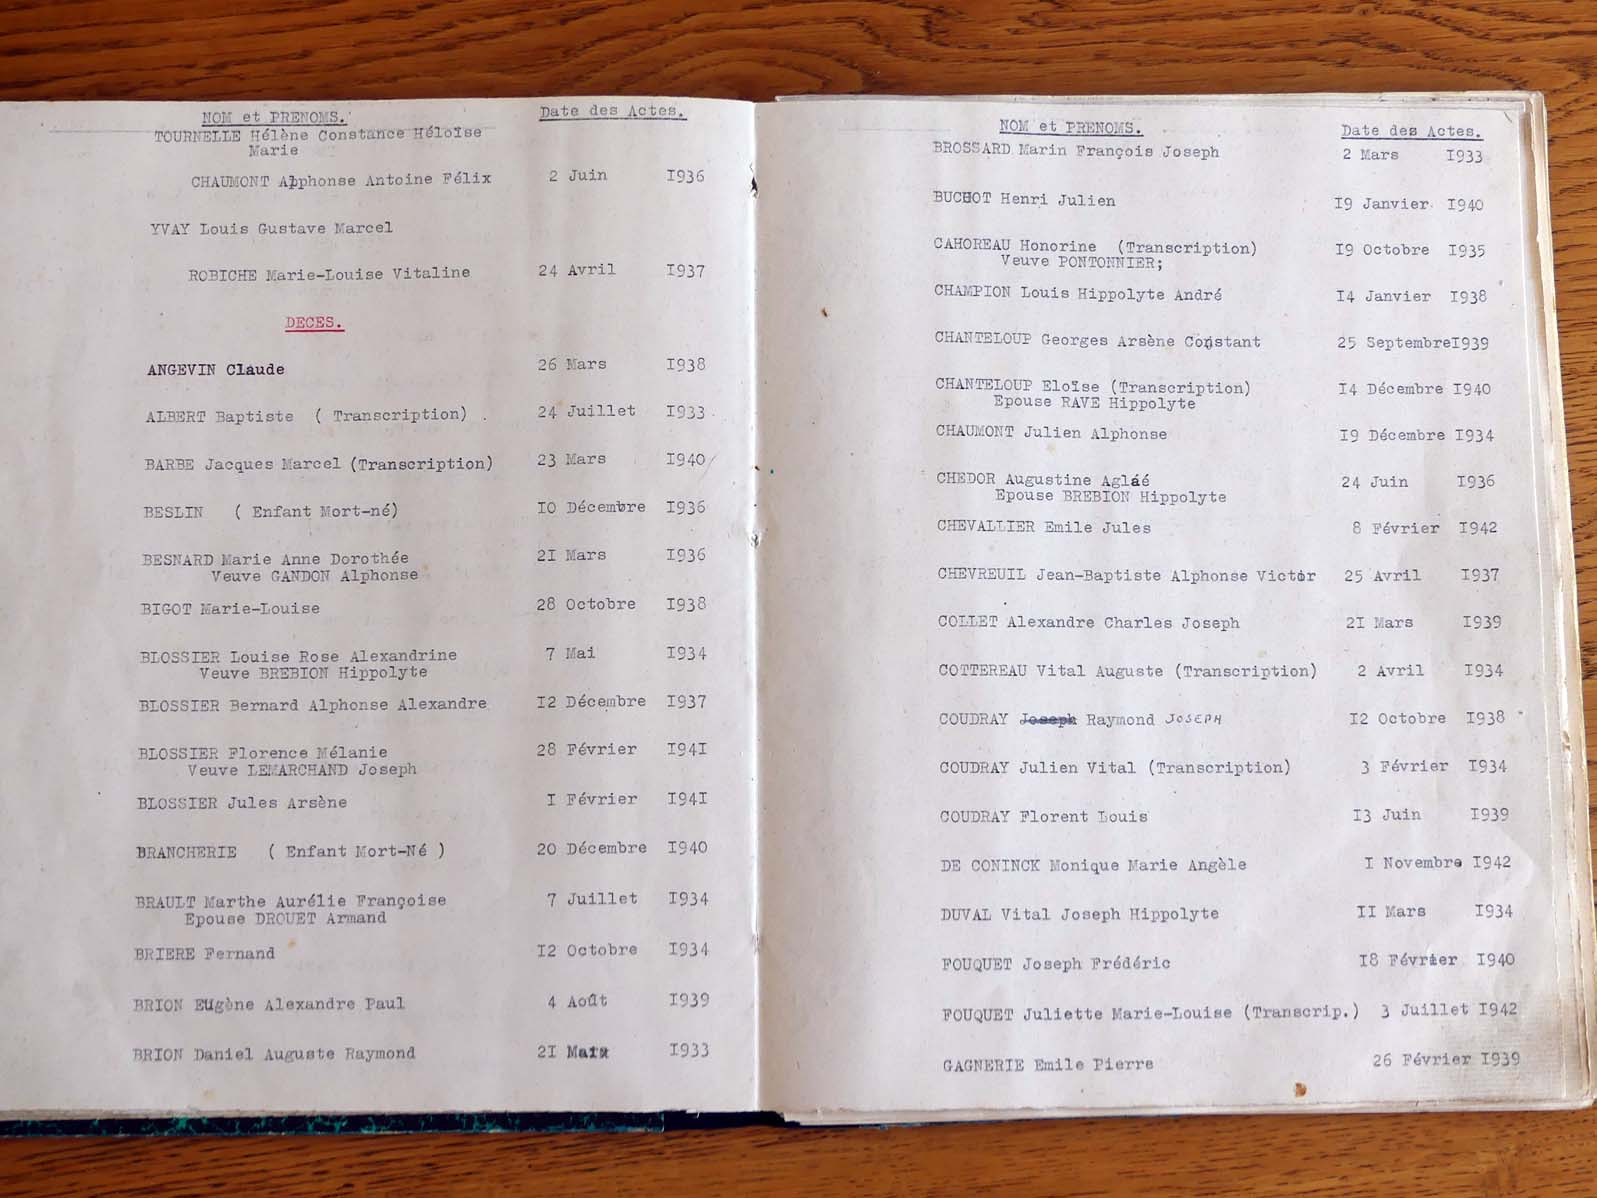 NOM et PRENOMS. Date des Actes.
TOURNELLE Hélène Constance Héloïse
Marie
CHAUMONT Alphonse Antoine Félix 2 Juin I936
YVAY Louis Gustave Marcel
ROBICHE Marie-Louise Vitaline 24 Avril I937
DECES.
ANGEVIN Claude 26 Mars I938
ALBERT Baptiste ( Transcription) . 24 Juillet I933
BARBE Jacques Marcel (Transcription) 23 Mars I940
BESLIN ( Enfant Mort-né) I0 Décembre I936
BESNARD Marie Anne Dorothée 2I Mars I936
Veuve GANDON Alphonse
BIGOT Marie-Louise 28 Octobre I938
BLOSSIER Louise Rose Alexandrine 7 Mai I934
Veuve BREBION Hippolyte
BLOSSIER Bernard Alphonse Alexandre I2 Décembre I937
BLOSSIER Florence Mélanie 28 Février I94I
Veuve LEMARCHAND Joseph
BLOSSIER Jules Arsène I Février I94I
BRANCHERIE ( Enfant Mort-Né ) 20 Décembre I940
BRAULT Marthe Aurélie Françoise 7 Juillet I934
Epouse DROUET Armand
BRIERE Fernand I2 Octobre I934
BRION Eugène Alexandre Paul 4 Août I939
BRION Daniel Auguste Raymond 2I I933
NOM et PRENOMS. Date des Actes.
BROSSARD Marin François Joseph 2 Mars I933
BUCHOT Henri Julien I9 Janvier I940
CAHOREAU Honorine (Transcription) I9 Octobre I935
Veuve PONTONNIER;
CHAMPION Louis Hippolyte André I4 Janvier I938
CHANTELOUP Georges Arsène Constant 25 SeptembreI939
CHANTELOUP Eloïse (Transcription) I4 Décembre I940
Epouse RAVE Hippolyte
CHAUMONT Julien Alphonse I9 Décembre I934
CHEDOR Augustine Agláé 24 Juin I936
Epouse BREBION Hippolyte
CHEVALLIER Emile Jules 8 Février I942
CHEVREUIL Jean-Baptiste Alphonse Victor 25 Avril I937
COLLET Alexandre Charles Joseph 2I Mars I939
COTTEREAU Vital Auguste (Transcription) 2 Avril I934
COUDRAY Joseph Raymond JOSEPH I2 Octobre I938
COUDRAY Julien Vital (Transcription) 3 Février I934
COUDRAY Florent Louis I3 Juin I939
DE CONINCK Monique Marie Angèle I Novembre I942
DUVAL Vital Joseph Hippolyte II Mars I934
FOUQUET Joseph Frédéric I8 Février I940
FOUQUET Juliette Marie-Louise (Transcrip.) 3 Juillet I942
GAGNERIE Emile Pierre 26 Février I939